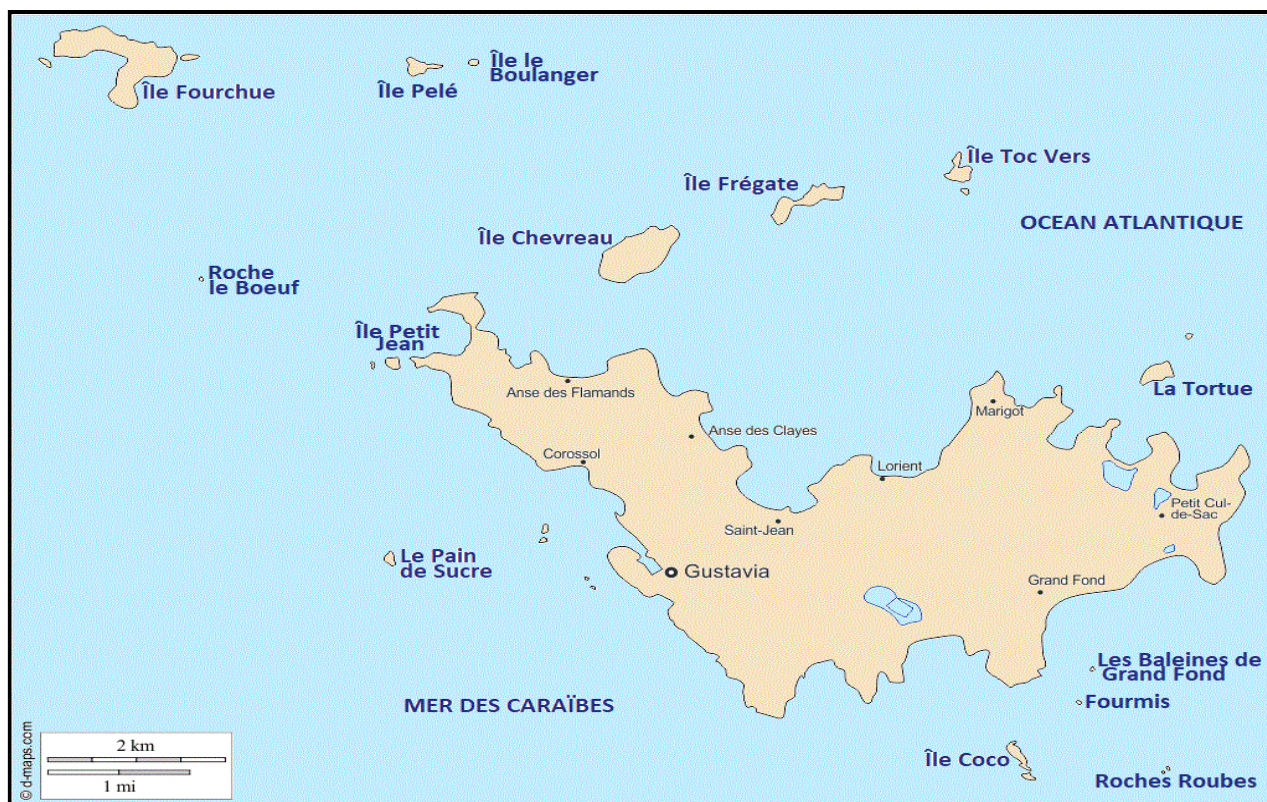 Île le
Boulanger
Île Fourchue
Île Pelé
Île Toc Vers
Île Frégate
OCEAN ATLANTIQUE
Île Chevreau
Roche
le Boeuf
Île Petit
Jean
La Tortue
Anse des Flamands
Marigot
Anse des Clayes
Corossol
Lorient
Petit Cul-
de-Sac
Saint-Jean
Le Pain
de Sucre
Gustavia
Grand Fond
Les Baleines de
Grand Fond
Fourmis
MER DES CARAÏBES
Île Coco
Roches Roubes
2 km
1 mi
© d-maps.com